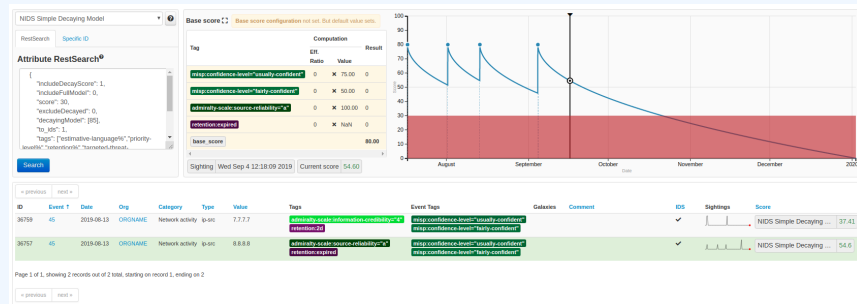 NIDS Simple Decaying Model
RestSearch Specific ID
Attribute RestSearch
{
"includeDecayScore": 1,
"includeFullModel": 0,
"score": 30,
"excludeDecayed": 0,
"decayingModel": [85],
"to_ids": 1,
"tags": ["estimative-language%","priority-
level%","retention%","targeted-threat-
Search
Base score Base score configuration not set. But default value sets.
Tag Computation Result
Eff. Ratio Value
misp:confidence-level="usually-confident" 0 × 75.00 0
misp:confidence-level="fairly-confident" 0 × 50.00 0
admiralty-scale:source-reliability="a" 0 × 100.00 0
retention:expired 0 × NaN 0
base_score 80.00
Sighting Wed Sep 4 12:18:09 2019 Current score 54.60
100
90
80
70
60
50
40
30
20
10
0
August September October November December 2020
Date
« previous next »
ID Event ↑ Date Org Category Type Value Tags Event Tags Galaxies Comment IDS Sightings Score
36759 45 2019-08-13 ORGNAME Network activity ip-src 7.7.7.7 admiralty-scale:information-credibility="4" misp:confidence-level="usually-confident" NIDS Simple Decaying ... 37.41
retention:2d misp:confidence-level="fairly-confident"
36757 45 2019-08-13 ORGNAME Network activity ip-src 8.8.8.8 admiralty-scale:source-reliability="a" misp:confidence-level="usually-confident" NIDS Simple Decaying ... 54.6
retention:expired misp:confidence-level="fairly-confident"
Page 1 of 1, showing 2 records out of 2 total, starting on record 1, ending on 2
« previous next »